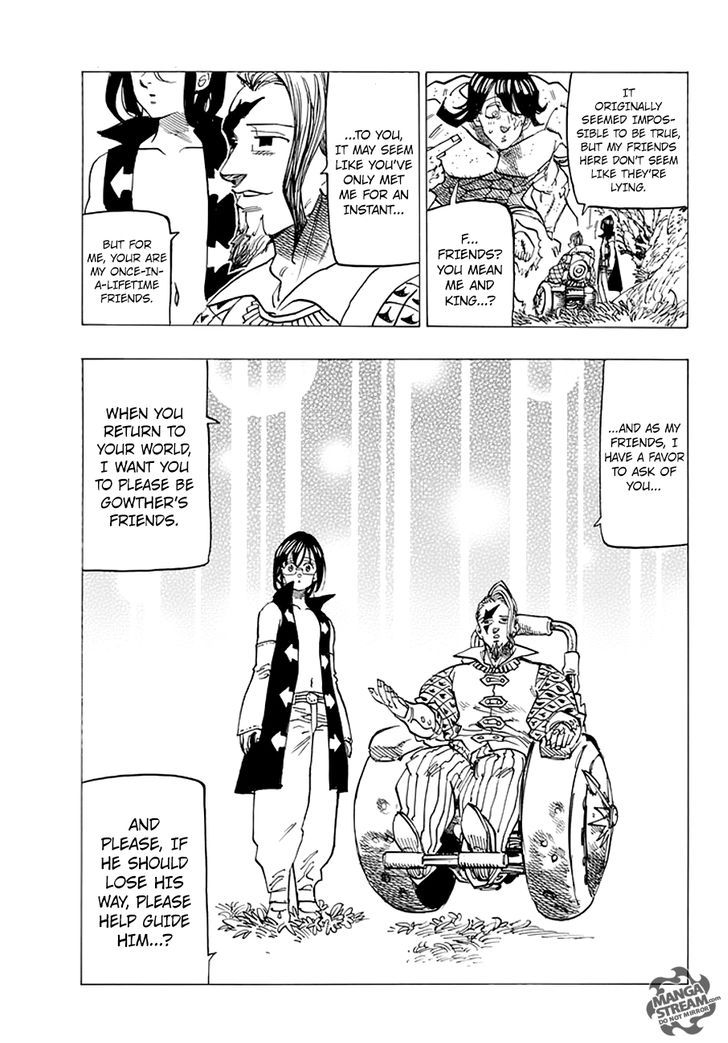 IT
ORIGINALLY
SEEMED IMPOS-
SIBLE TO BE TRUE,
BUT MY FRIENDS
HERE DON'T SEEM
LIKE THEY'RE
LYING.
F...
FRIENDS?
YOU MEAN
ME AND
KING...?
...TO YOU,
IT MAY SEEM
LIKE YOU'VE
ONLY MET
ME FOR AN
INSTANT...
BUT FOR
ME, YOUR ARE
MY ONCE-IN-
A-LIFETIME
FRIENDS.
...AND AS MY
FRIENDS, I
HAVE A FAVOR
TO ASK OF
YOU...
WHEN YOU
RETURN TO
YOUR WORLD,
I WANT YOU
TO PLEASE BE
GOWTHER'S
FRIENDS.
AND
PLEASE, IF
HE SHOULD
LOSE HIS
WAY, PLEASE
HELP GUIDE
HIM...?
MANGA
STREAM.com
DO NOT MIRROR